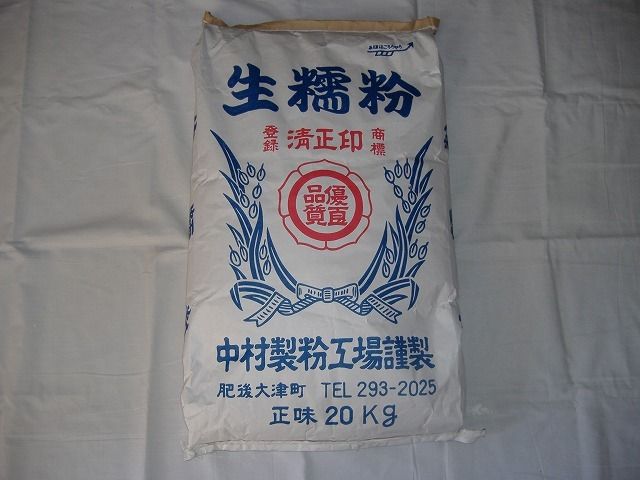 生糯粉
登録 清正印 商標
優良
品質
中村製粉工場謹製
肥後大津町 TEL 293-2025
正味 20 Kg